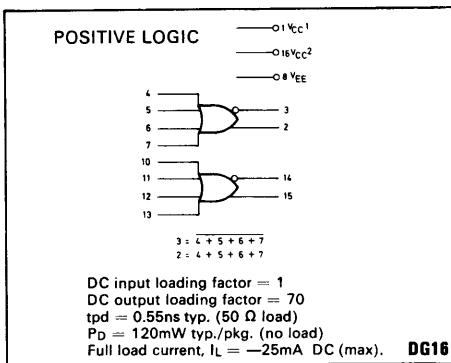 POSITIVE LOGIC
1 VCC1
16 VCC2
8 VEE
4
5
6
7
3
2
10
11
12
13
14
15
3 = 4 + 5 + 6 + 7
2 = 4 + 5 + 6 + 7
DC input loading factor = 1
DC output loading factor = 70
tpd = 0.55ns typ. (50 Ω load)
PD = 120mW typ./pkg. (no load)
Full load current, IL = —25mA DC (max). DG16